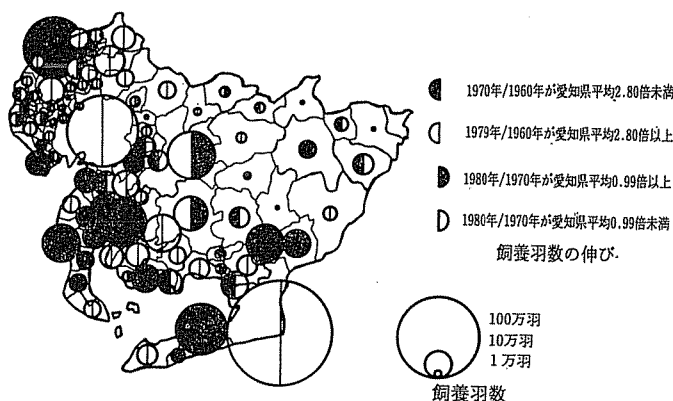 1970年/1960年が愛知県平均2.80倍未満
1979年/1960年が愛知県平均2.80倍以上
1980年/1970年が愛知県平均0.99倍以上
1980年/1970年が愛知県平均0.99倍未満
飼養羽数の伸び
100万羽
10万羽
1万羽
飼養羽数